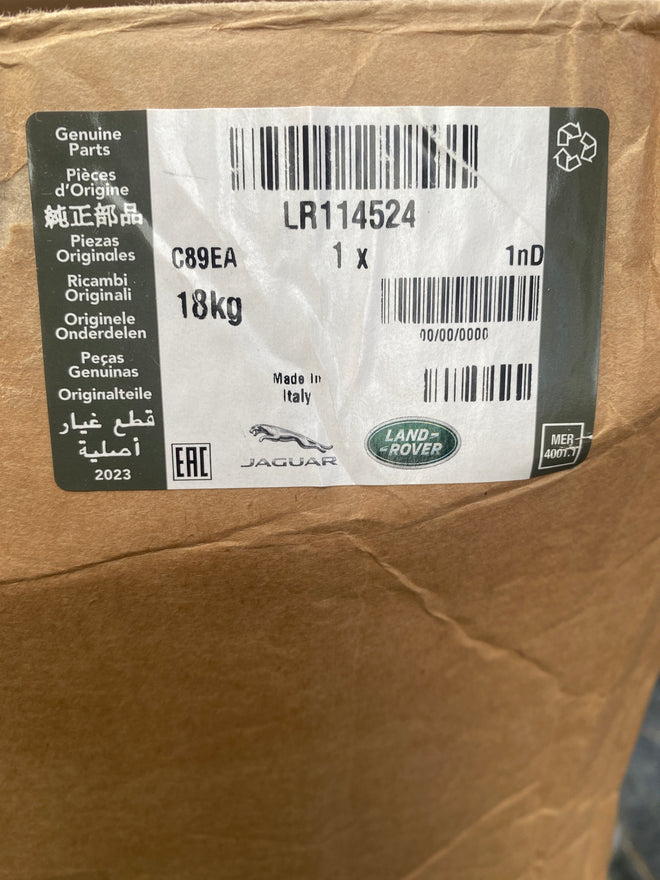 Genuine
Parts
Pièces
d'Origine
純正部品
Piezas
Originales
Ricambi
Originali
Originele
Onderdelen
Peças
Genuinas
Originalteile
قطع غيار
أصلية
2023
LR114524
C89EA 1 x 1nD
18kg
00/00/0000
Made In
Italy
EAC
JAGUAR
LAND-
-ROVER
MER
4001.1